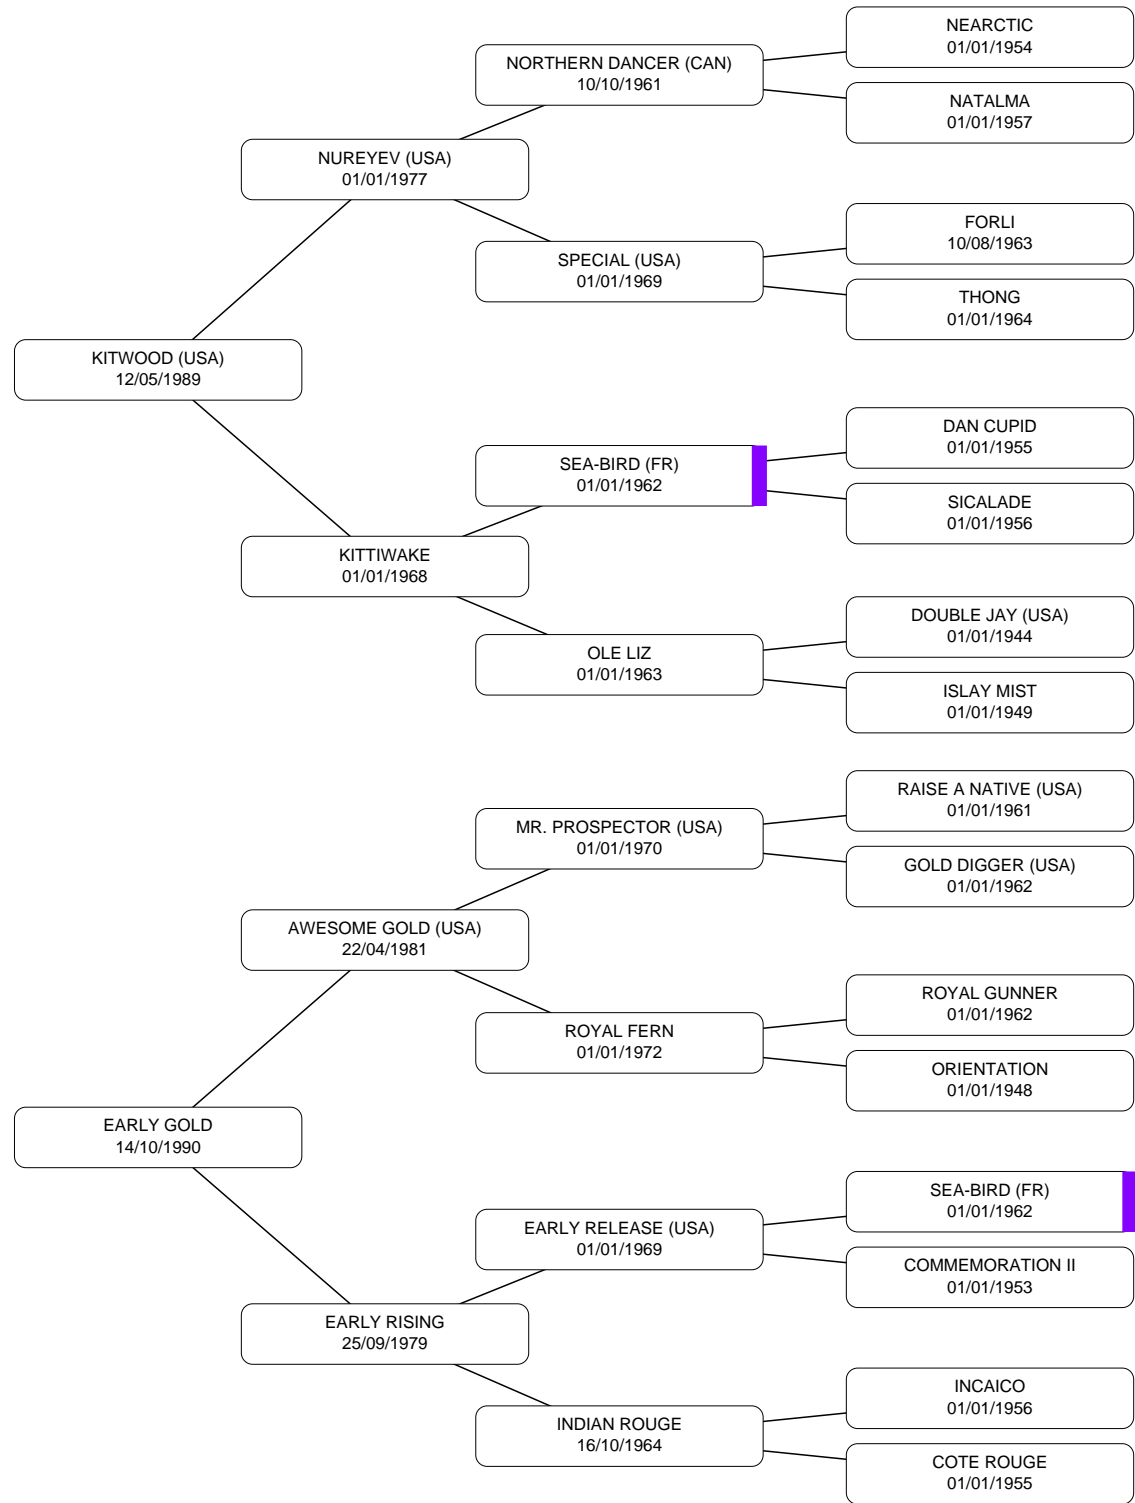 NEARCTIC
01/01/1954
NORTHERN DANCER (CAN)
10/10/1961
NATALMA
01/01/1957
NUREYEV (USA)
01/01/1977
FORLI
10/08/1963
SPECIAL (USA)
01/01/1969
THONG
01/01/1964
KITWOOD (USA)
12/05/1989
DAN CUPID
01/01/1955
SEA-BIRD (FR)
01/01/1962
SICALADE
01/01/1956
KITTIWAKE
01/01/1968
DOUBLE JAY (USA)
01/01/1944
OLE LIZ
01/01/1963
ISLAY MIST
01/01/1949
RAISE A NATIVE (USA)
01/01/1961
MR. PROSPECTOR (USA)
01/01/1970
GOLD DIGGER (USA)
01/01/1962
AWESOME GOLD (USA)
22/04/1981
ROYAL GUNNER
01/01/1962
ROYAL FERN
01/01/1972
ORIENTATION
01/01/1948
EARLY GOLD
14/10/1990
SEA-BIRD (FR)
01/01/1962
EARLY RELEASE (USA)
01/01/1969
COMMEMORATION II
01/01/1953
EARLY RISING
25/09/1979
INCAICO
01/01/1956
INDIAN ROUGE
16/10/1964
COTE ROUGE
01/01/1955